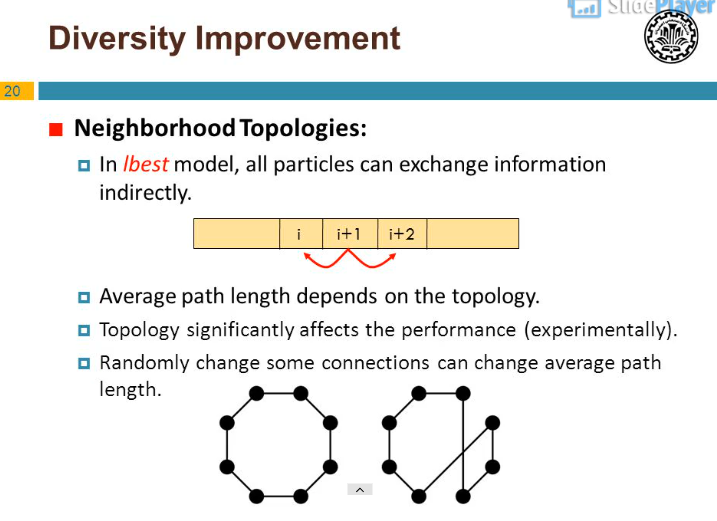 SlidePlayer
Diversity Improvement
20
Neighborhood Topologies:
In lbest model, all particles can exchange information
indirectly.
i i+1 i+2
Average path length depends on the topology.
Topology significantly affects the performance (experimentally).
Randomly change some connections can change average path
length.